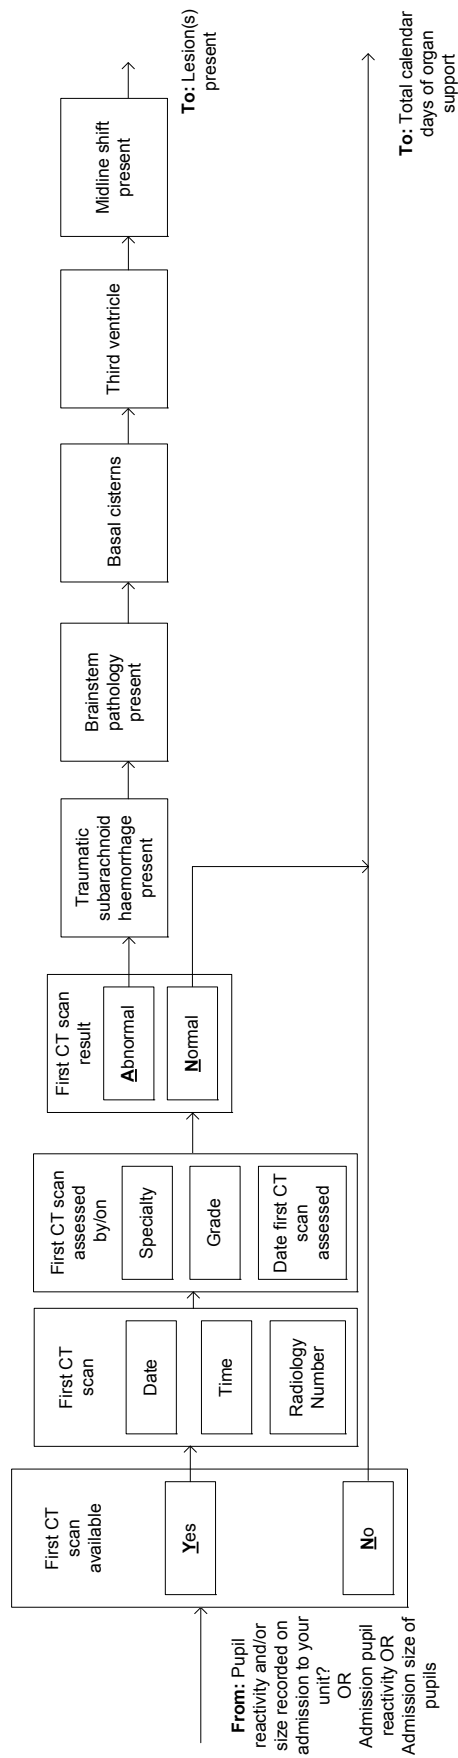 From: Pupil
reactivity and/or
size recorded on
admission to your
unit?
OR
Admission pupil
reactivity OR
Admission size of
pupils
First CT
scan
available
Yes
No
First CT
scan
Date
Time
Radiology
Number
First CT scan
assessed
by/on
Specialty
Grade
Date first CT
scan
assessed
First CT scan
result
Abnormal
Normal
Traumatic
subarachnoid
haemorrhage
present
Brainstem
pathology
present
Basal cisterns
Third ventricle
Midline shift
present
To: Lesion(s)
present
To: Total calendar
days of organ
support